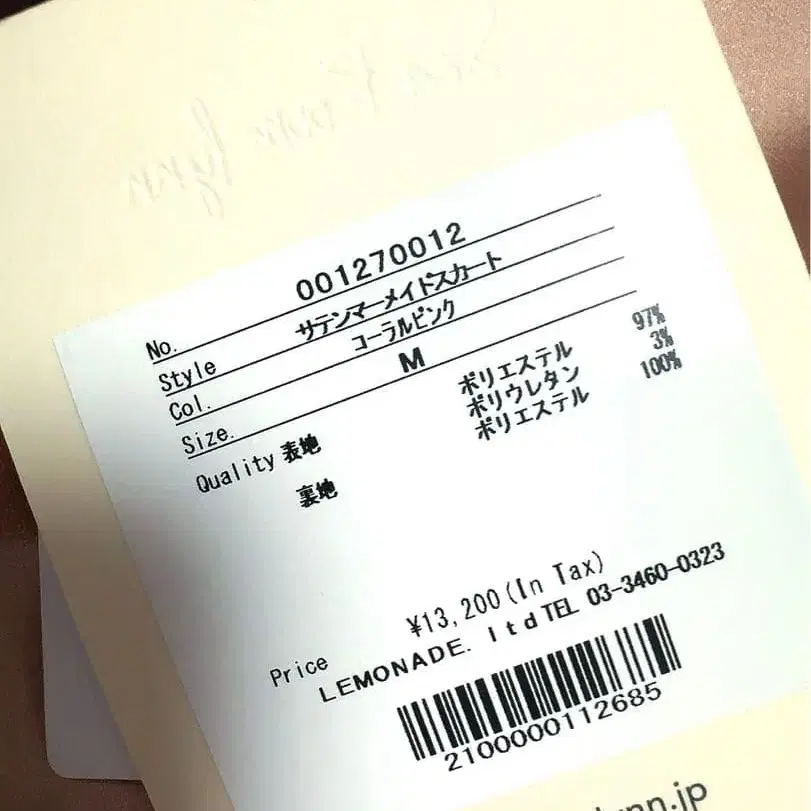 No. 001270012
Style サテンマーメイドスカート
Col. コーラルピンク
Size. M
Quality 表地 ポリエステル 97%
ポリウレタン 3%
裏地 ポリエステル 100%
Price ¥13,200(In Tax)
LEMONADE. ltd TEL 03-3460-0323
2100000112685
nn.jp